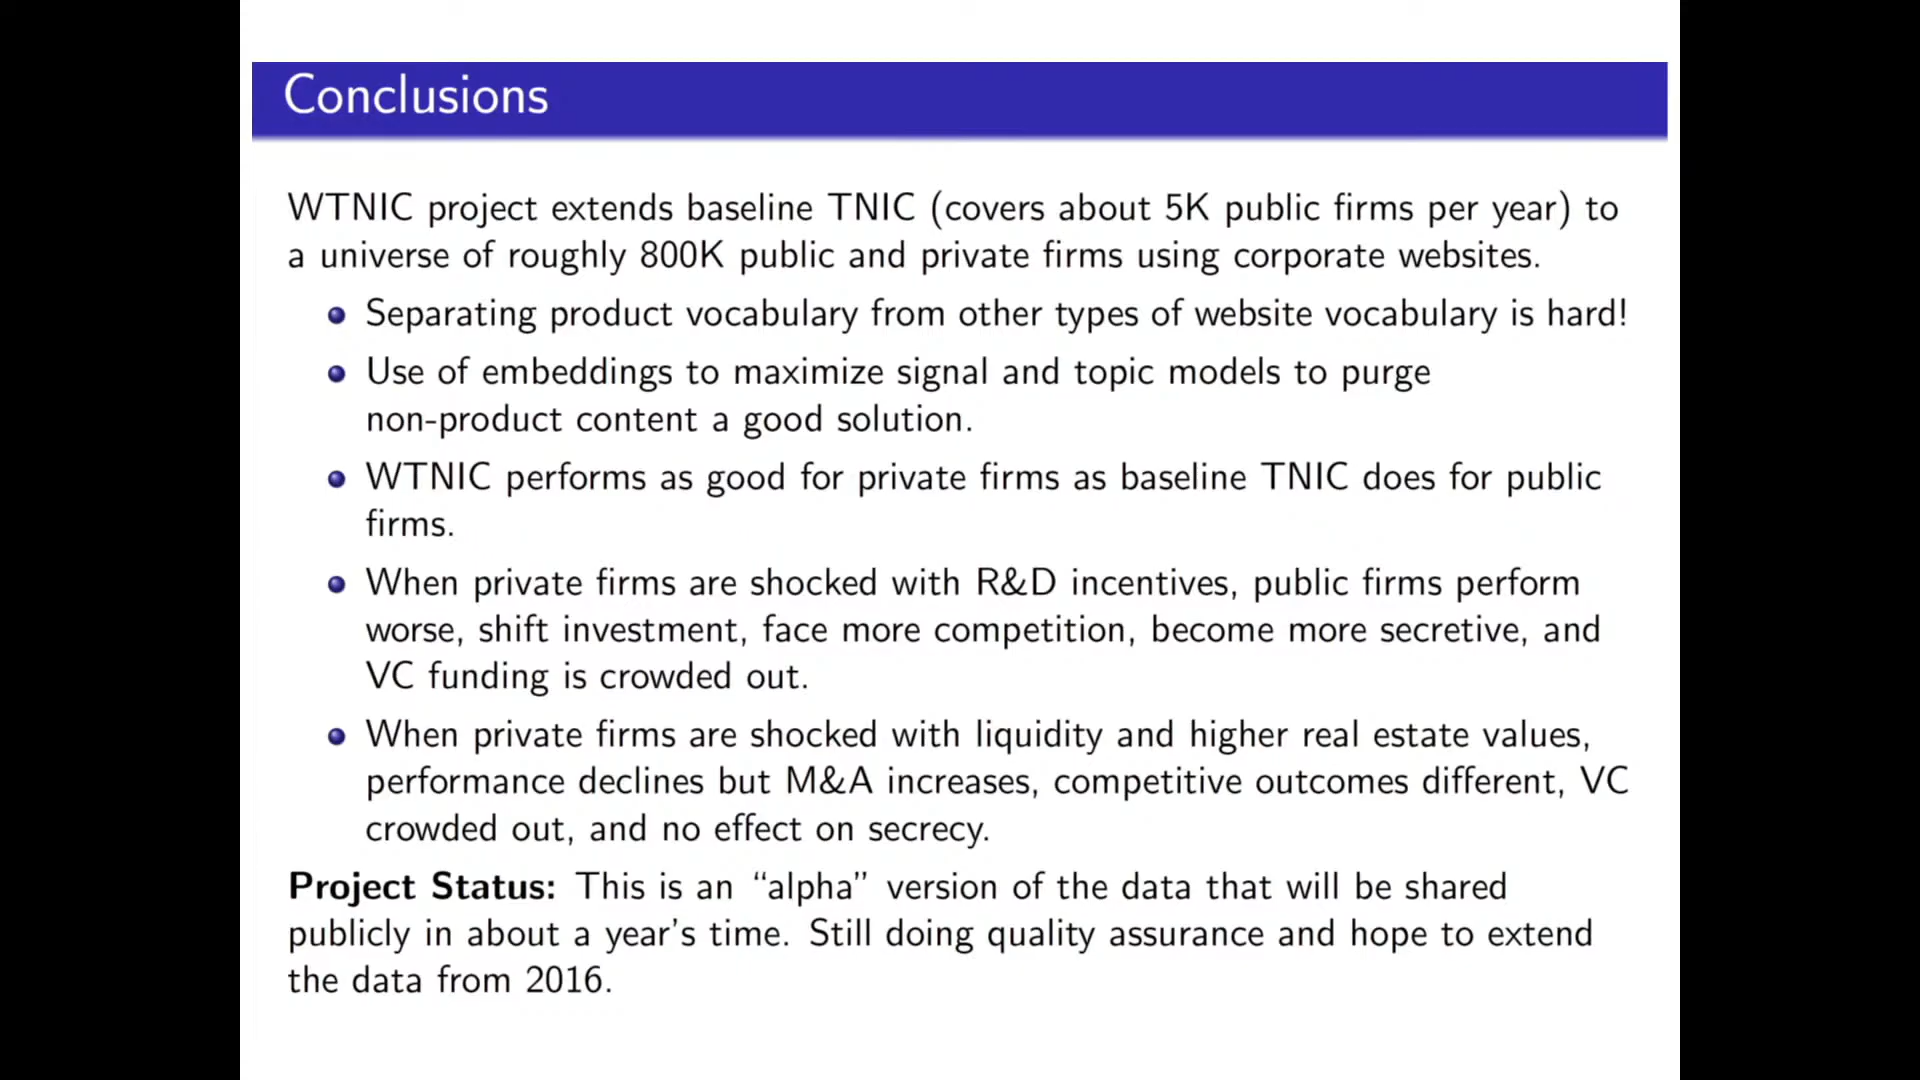 Conclusions
WTNIC project extends baseline TNIC (covers about 5K public firms per year) to
a universe of roughly 800K public and private firms using corporate websites.
Separating product vocabulary from other types of website vocabulary is hard!
Use of embeddings to maximize signal and topic models to purge
non-product content a good solution.
WTNIC performs as good for private firms as baseline TNIC does for public
firms.
When private firms are shocked with R&D incentives, public firms perform
worse, shift investment, face more competition, become more secretive, and
VC funding is crowded out.
When private firms are shocked with liquidity and higher real estate values,
performance declines but M&A increases, competitive outcomes different, VC
crowded out, and no effect on secrecy.
Project Status: This is an “alpha” version of the data that will be shared
publicly in about a year’s time. Still doing quality assurance and hope to extend
the data from 2016.